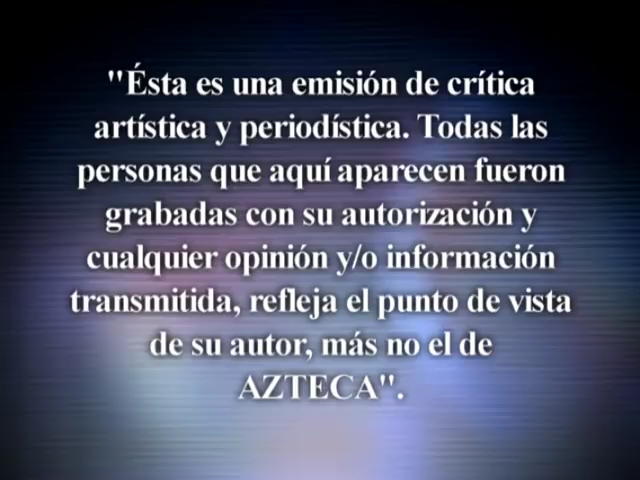 "Ésta es una emisión de crítica
artística y periodística. Todas las
personas que aquí aparecen fueron
grabadas con su autorización y
cualquier opinión y/o información
transmitida, refleja el punto de vista
de su autor, más no el de
AZTECA".